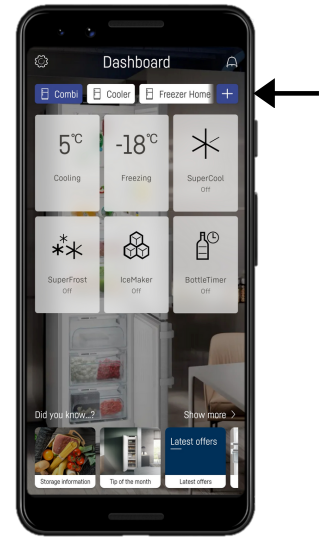 Dashboard
Combi
Cooler
Freezer Home
+
5°C
-18°C
Cooling
Freezing
SuperCool
Off
SuperFrost
Off
IceMaker
Off
BottleTimer
Off
Did you know...?
Show more >
Latest offers
Storage information
Tip of the month
Latest offers